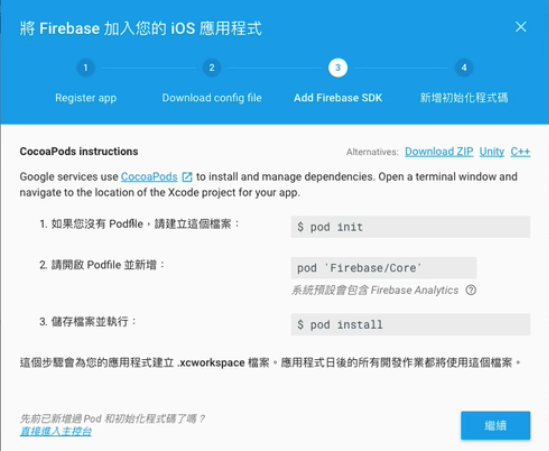 將 Firebase 加入您的 iOS 應用程式
1 2 3 4
Register app Download config file Add Firebase SDK 新增初始化程式碼
CocoaPods instructions Alternatives: Download ZIP Unity C++
Google services use CocoaPods to install and manage dependencies. Open a terminal window and
navigate to the location of the Xcode project for your app.
1. 如果您沒有 Podfile，請建立這個檔案： $ pod init
2. 請開啟 Podfile 並新增： pod 'Firebase/Core'
系統預設會包含 Firebase Analytics ?
3. 儲存檔案並執行： $ pod install
這個步驟會為您的應用程式建立 .xcworkspace 檔案。應用程式日後的所有開發作業都將使用這個檔案。
先前已新增過 Pod 和初始化程式碼了嗎？
直接進入主控台 繼續